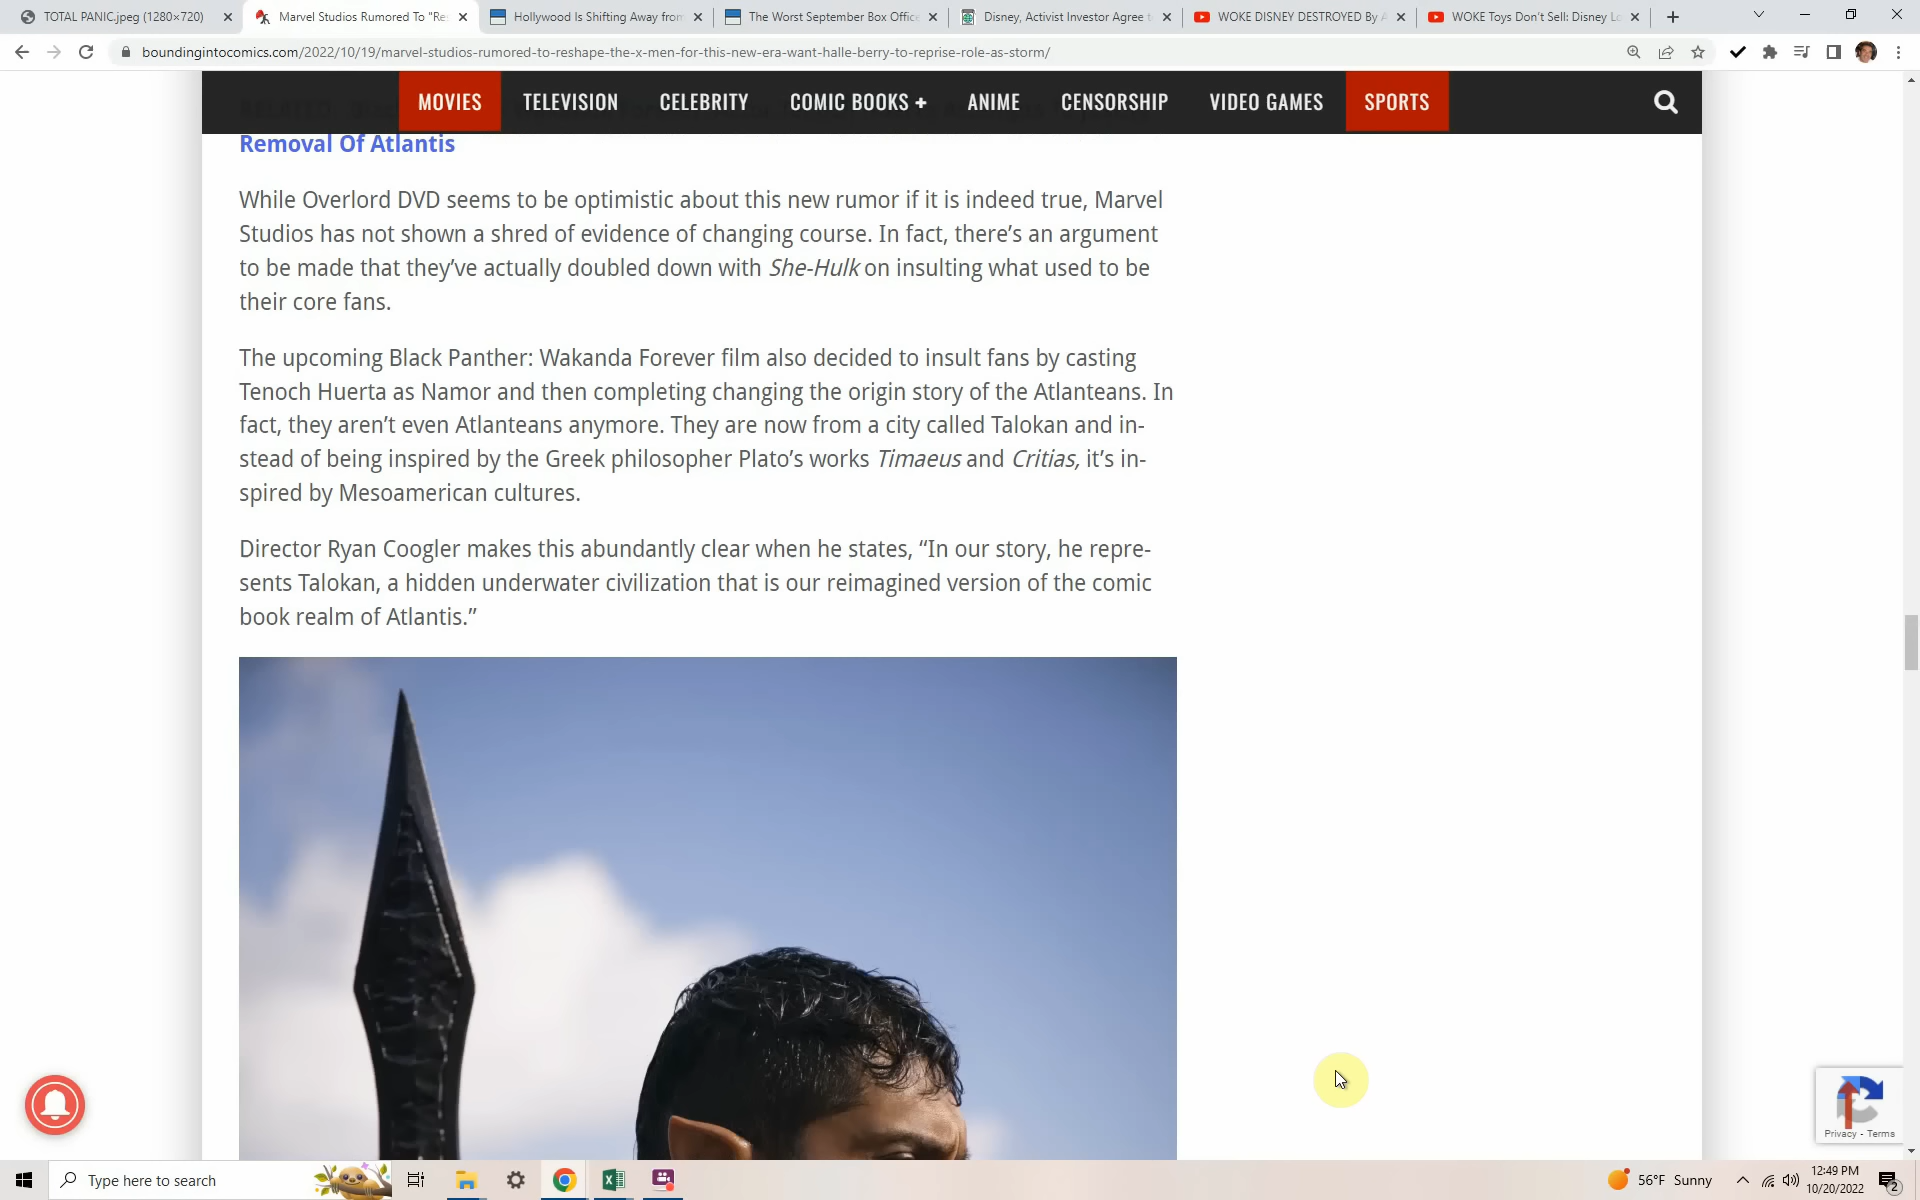 TOTAL PANIC.jpeg (1280×720)
Marvel Studios Rumored To "Re
Hollywood Is Shifting Away from
The Worst September Box Office
Disney, Activist Investor Agree t
WOKE DISNEY DESTROYED By A
WOKE Toys Don't Sell: Disney Lo
boundingintocomics.com/2022/10/19/marvel-studios-rumored-to-reshape-the-x-men-for-this-new-era-want-halle-berry-to-reprise-role-as-storm/
MOVIES TELEVISION CELEBRITY COMIC BOOKS + ANIME CENSORSHIP VIDEO GAMES SPORTS
Removal Of Atlantis
While Overlord DVD seems to be optimistic about this new rumor if it is indeed true, Marvel
Studios has not shown a shred of evidence of changing course. In fact, there’s an argument
to be made that they’ve actually doubled down with She-Hulk on insulting what used to be
their core fans.
The upcoming Black Panther: Wakanda Forever film also decided to insult fans by casting
Tenoch Huerta as Namor and then completing changing the origin story of the Atlanteans. In
fact, they aren’t even Atlanteans anymore. They are now from a city called Talokan and in-
stead of being inspired by the Greek philosopher Plato’s works Timaeus and Critias, it’s in-
spired by Mesoamerican cultures.
Director Ryan Coogler makes this abundantly clear when he states, “In our story, he repre-
sents Talokan, a hidden underwater civilization that is our reimagined version of the comic
book realm of Atlantis.”
Privacy - Terms
Type here to search
56°F Sunny
12:49 PM
10/20/2022
2